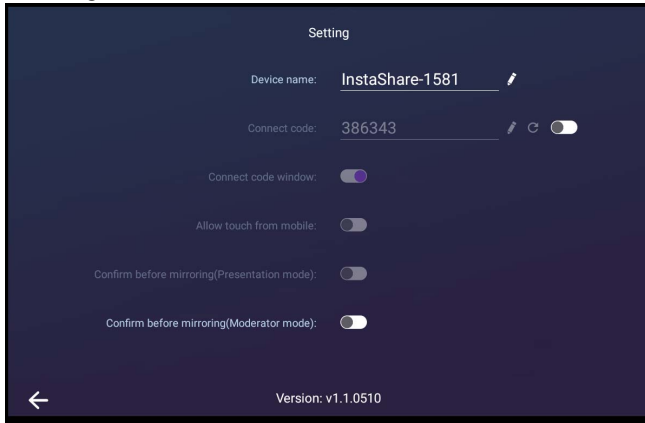 Setting
Device name: InstaShare-1581
Connect code: 386343
Connect code window:
Allow touch from mobile:
Confirm before mirroring(Presentation mode):
Confirm before mirroring(Moderator mode):
Version: v1.1.0510